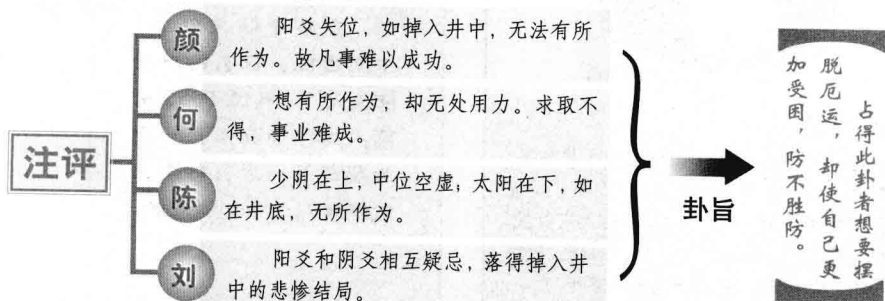 注评
颜
阳爻失位，如掉入井中，无法有所
作为。故凡事难以成功。
何
想有所作为，却无处用力。求取不
得，事业难成。
陈
少阴在上，中位空虚；太阳在下，如
在井底，无所作为。
刘
阳爻和阴爻相互疑忌，落得掉入井
中的悲惨结局。
卦旨
占得此卦者想要摆
脱厄运，却使自己更
加受困，防不胜防。